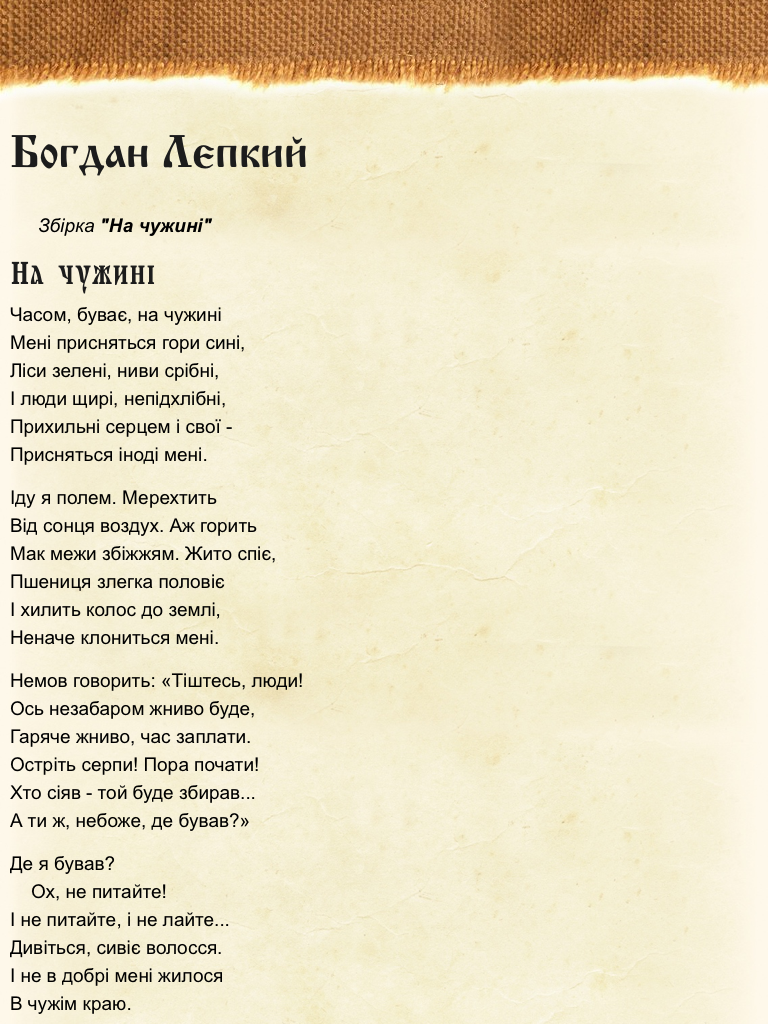 Богдан Лепкий
Збірка "На чужині"
На чужині
Часом, буває, на чужині
Мені присняться гори сині,
Ліси зелені, ниви срібні,
І люди щирі, непідхлібні,
Прихильні серцем і свої -
Присняться іноді мені.
Іду я полем. Мерехтить
Від сонця воздух. Аж горить
Мак межи збіжжям. Жито спіє,
Пшениця злегка половіє
І хилить колос до землі,
Неначе клониться мені.
Немов говорить: «Тіштесь, люди!
Ось незабаром жниво буде,
Гаряче жниво, час заплати.
Остріть серпи! Пора почати!
Хто сіяв - той буде збирав...
А ти ж, небоже, де бував?»
Де я бував?
Ох, не питайте!
І не питайте, і не лайте...
Дивіться, сивіє волосся.
І не в добрі мені жилося
В чужім краю.